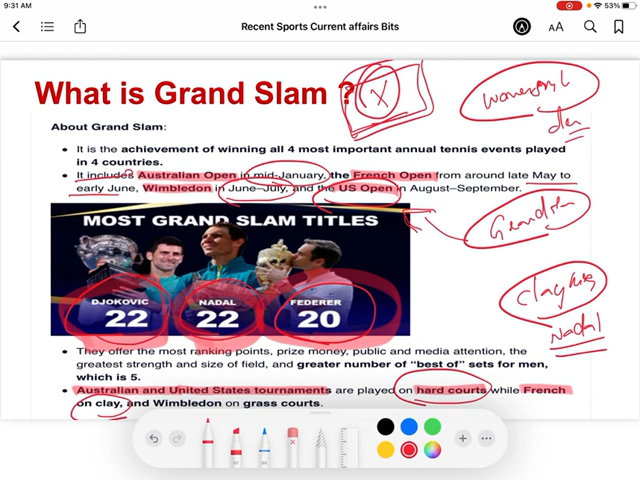 9:31 AM
53%
Recent Sports Current affairs Bits
AA
What is Grand Slam ?
X
About Grand Slam:
• It is the achievement of winning all 4 most important annual tennis events played
in 4 countries.
• It includes Australian Open in mid-January, the French Open from around late May to
early June, Wimbledon in June–July, and the US Open in August–September.
MOST GRAND SLAM TITLES
DJOKOVIC
22
NADAL
22
FEDERER
20
Nadal
• They offer the most ranking points, prize money, public and media attention, the
greatest strength and size of field, and greater number of "best of" sets for men,
which is 5.
• Australian and United States tournaments are played on hard courts while French
on clay, and Wimbledon on grass courts.